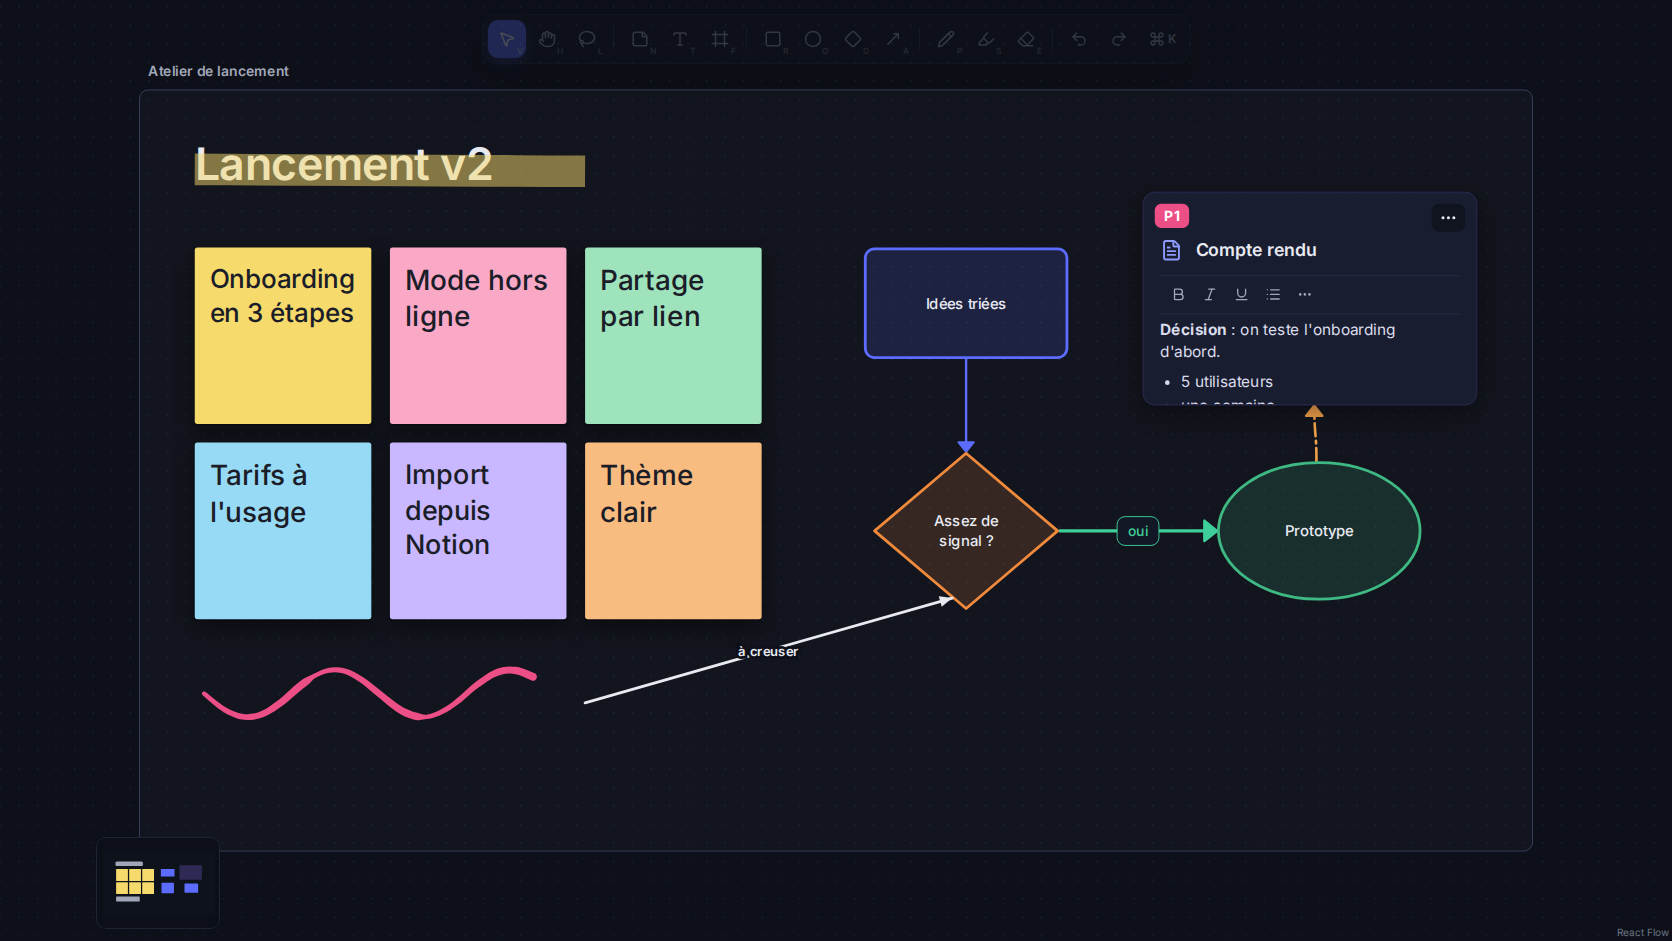 V H L N T F R O D A P S E ⌘ K
Atelier de lancement
Lancement v2
Onboarding
en 3 étapes
Mode hors
ligne
Partage
par lien
Tarifs à
l'usage
Import
depuis
Notion
Thème
clair
Idées triées
Assez de
signal ?
oui
Prototype
à creuser
P1
Compte rendu
B I U
Décision : on teste l'onboarding
d'abord.
• 5 utilisateurs
React Flow